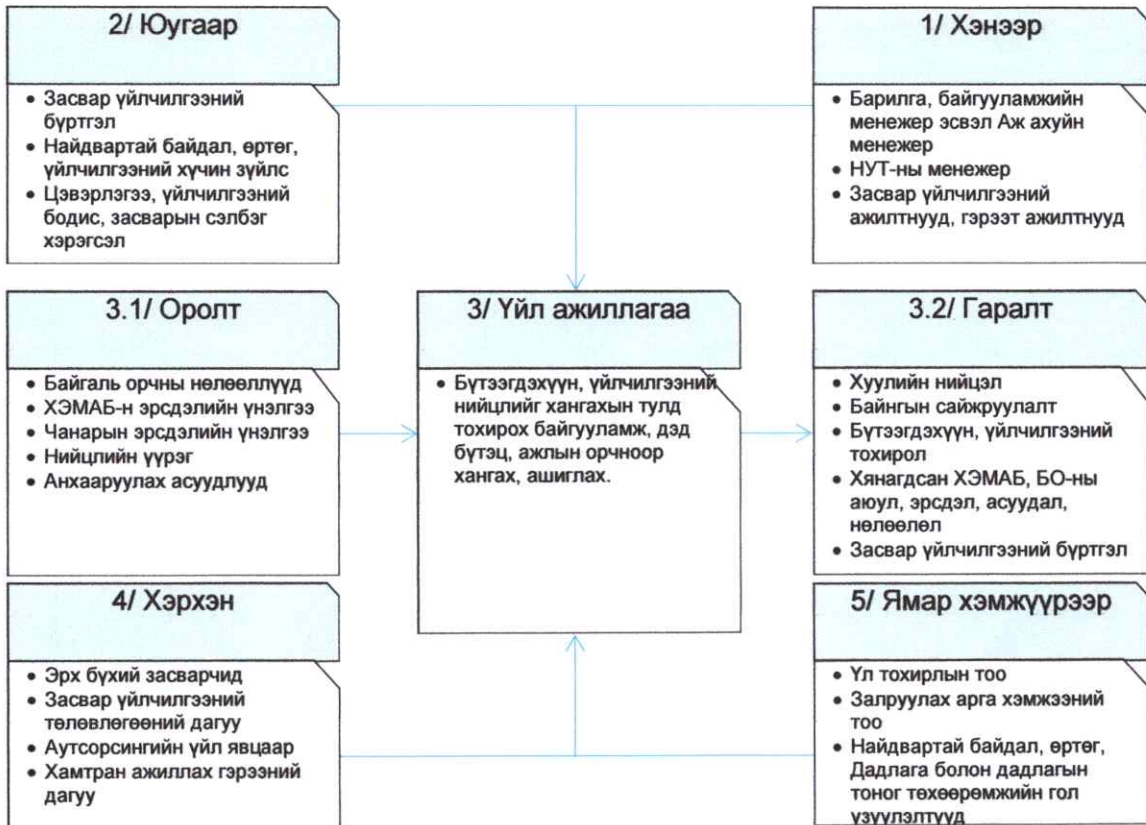 2/ Юугаар
• Засвар үйлчилгээний
бүртгэл
• Найдвартай байдал, өртөг,
үйлчилгээний хүчин зүйлс
• Цэвэрлэгээ, үйлчилгээний
бодис, засварын сэлбэг
хэрэгсэл
1/ Хэнээр
• Барилга, байгууламжийн
менежер эсвэл Аж ахуйн
менежер
• НУТ-ны менежер
• Засвар үйлчилгээний
ажилтнууд, гэрээт ажилтнууд
3.1/ Оролт
• Байгаль орчны нөлөөллүүд
• ХЭМАБ-н эрсдэлийн үнэлгээ
• Чанарын эрсдэлийн үнэлгээ
• Нийцлийн үүрэг
• Анхааруулах асуудлууд
3/ Үйл ажиллагаа
• Бүтээгдэхүүн, үйлчилгээний
нийцлийг хангахын тулд
тохирох байгууламж, дэд
бүтэц, ажлын орчноор
хангах, ашиглах.
3.2/ Гаралт
• Хуулийн нийцэл
• Байнгын сайжруулалт
• Бүтээгдэхүүн, үйлчилгээний
тохирол
• Хянагдсан ХЭМАБ, БО-ны
аюул, эрсдэл, асуудал,
нөлөөлөл
• Засвар үйлчилгээний бүртгэл
4/ Хэрхэн
• Эрх бүхий засварчид
• Засвар үйлчилгээний
төлөвлөгөөний дагуу
• Аутсорсингийн үйл явцаар
• Хамтран ажиллах гэрээний
дагуу
5/ Ямар хэмжүүрээр
• Үл тохирлын тоо
• Залруулах арга хэмжээний
тоо
• Найдвартай байдал, өртөг,
Дадлага болон дадлагын
тоног төхөөрөмжийн гол
үзүүлэлтүүд